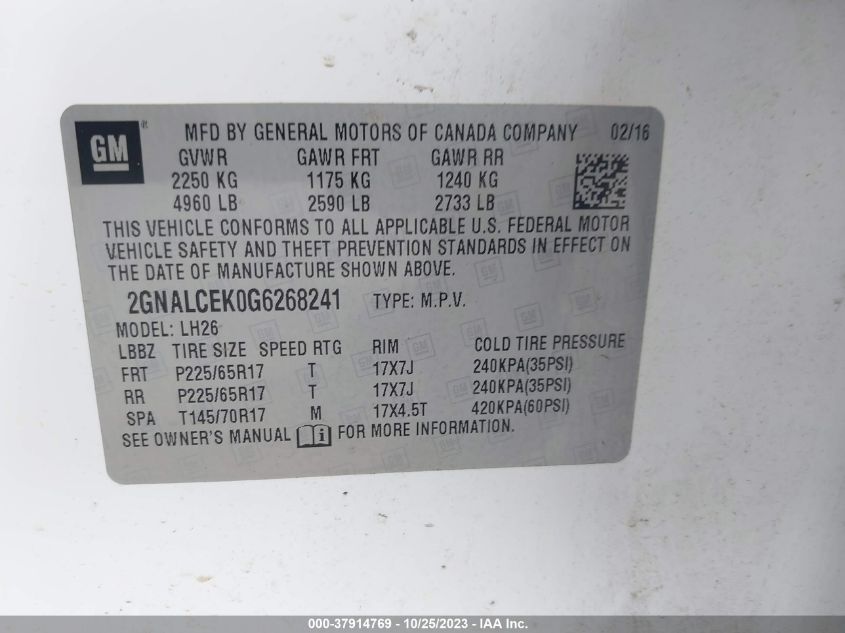 GM ® MFD BY GENERAL MOTORS OF CANADA COMPANY 02/16
GVWR GAWR FRT GAWR RR
2250 KG 1175 KG 1240 KG
4960 LB 2590 LB 2733 LB
THIS VEHICLE CONFORMS TO ALL APPLICABLE U.S. FEDERAL MOTOR
VEHICLE SAFETY AND THEFT PREVENTION STANDARDS IN EFFECT ON
THE DATE OF MANUFACTURE SHOWN ABOVE.
2GNALCEK0G6268241 TYPE: M.P.V.
MODEL: LH26
LBBZ TIRE SIZE SPEED RTG RIM COLD TIRE PRESSURE
FRT P225/65R17 T 17X7J 240KPA(35PSI)
RR P225/65R17 T 17X7J 240KPA(35PSI)
SPA T145/70R17 M 17X4.5T 420KPA(60PSI)
SEE OWNER'S MANUAL FOR MORE INFORMATION.
000-37914769 - 10/25/2023 - IAA Inc.